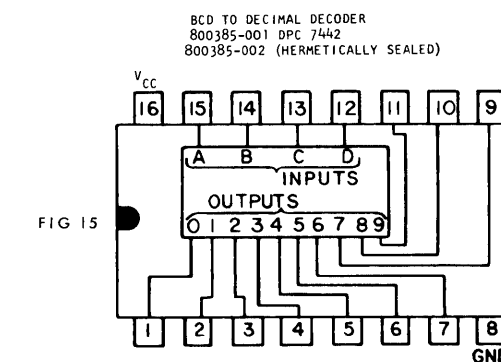 BCD TO DECIMAL DECODER
800385-001 DPC 7442
800385-002 (HERMETICALLY SEALED)
VCC
16 15 14 13 12 11 10 9
A B C D
INPUTS
OUTPUTS
FIG 15
0 1 2 3 4 5 6 7 8 9
1 2 3 4 5 6 7 8